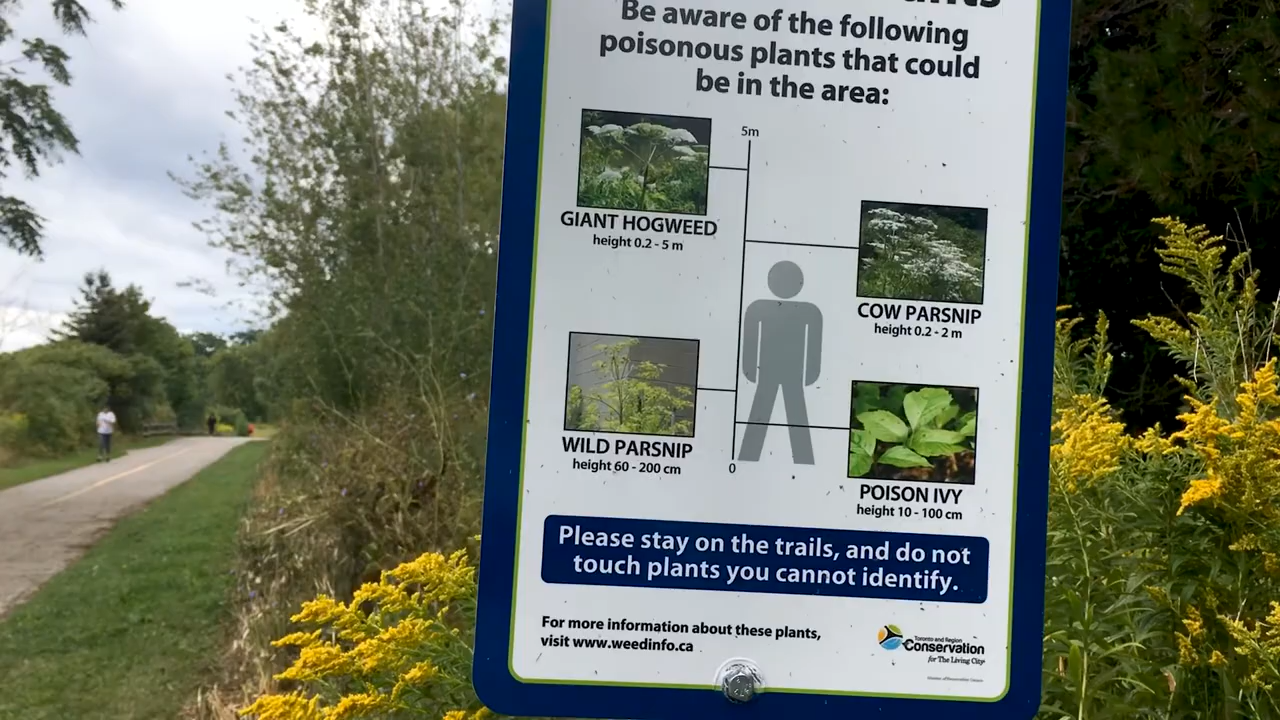 Be aware of the following
poisonous plants that could
be in the area:
5m
GIANT HOGWEED
height 0.2 - 5 m
COW PARSNIP
height 0.2 - 2 m
WILD PARSNIP
height 60 - 200 cm
0
POISON IVY
height 10 - 100 cm
Please stay on the trails, and do not
touch plants you cannot identify.
For more information about these plants,
visit www.weedinfo.ca
Toronto and Region
Conservation
for The Living City